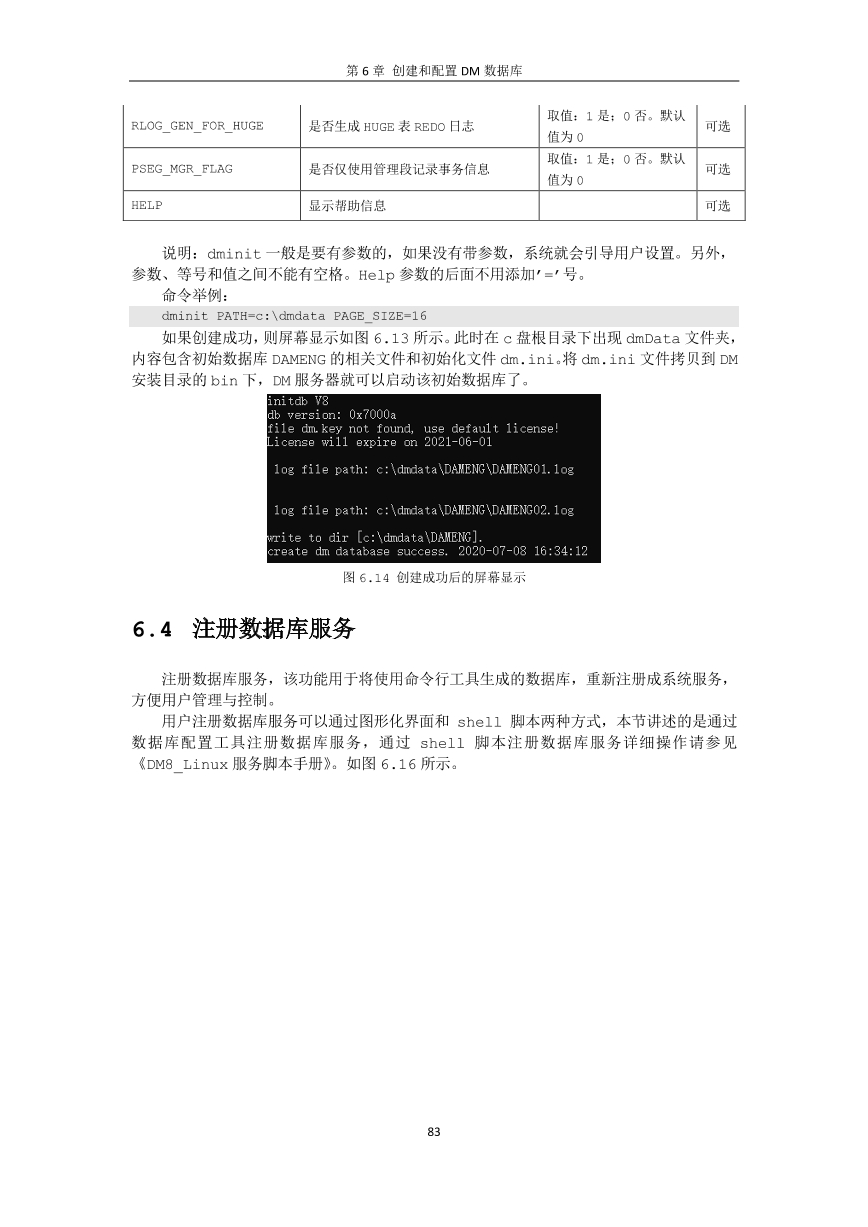 第 6 章 创建和配置 DM 数据库
RLOG_GEN_FOR_HUGE 是否生成 HUGE 表 REDO 日志 取值：1 是；0 否。默认 可选
值为 0
PSEG_MGR_FLAG 是否仅使用管理段记录事务信息 取值：1 是；0 否。默认 可选
值为 0
HELP 显示帮助信息 可选
说明：dminit 一般是要有参数的，如果没有带参数，系统就会引导用户设置。另外，
参数、等号和值之间不能有空格。Help 参数的后面不用添加′=′号。
命令举例：
dminit PATH=c:\dmdata PAGE_SIZE=16
如果创建成功，则屏幕显示如图 6.13 所示。此时在 c 盘根目录下出现 dmData 文件夹，
内容包含初始数据库 DAMENG 的相关文件和初始化文件 dm.ini。将 dm.ini 文件拷贝到 DM
安装目录的 bin 下，DM 服务器就可以启动该初始数据库了。
initdb V8
db version: 0x7000a
file dm.key not found, use default license!
License will expire on 2021-06-01
log file path: c:\dmdata\DAMENG\DAMENG01.log
log file path: c:\dmdata\DAMENG\DAMENG02.log
write to dir [c:\dmdata\DAMENG].
create dm database success. 2020-07-08 16:34:12
图 6.14 创建成功后的屏幕显示
6.4 注册数据库服务
注册数据库服务，该功能用于将使用命令行工具生成的数据库，重新注册成系统服务，
方便用户管理与控制。
用户注册数据库服务可以通过图形化界面和 shell 脚本两种方式，本节讲述的是通过
数据库配置工具注册数据库服务，通过 shell 脚本注册数据库服务详细操作请参见
《DM8_Linux 服务脚本手册》。如图 6.16 所示。
83